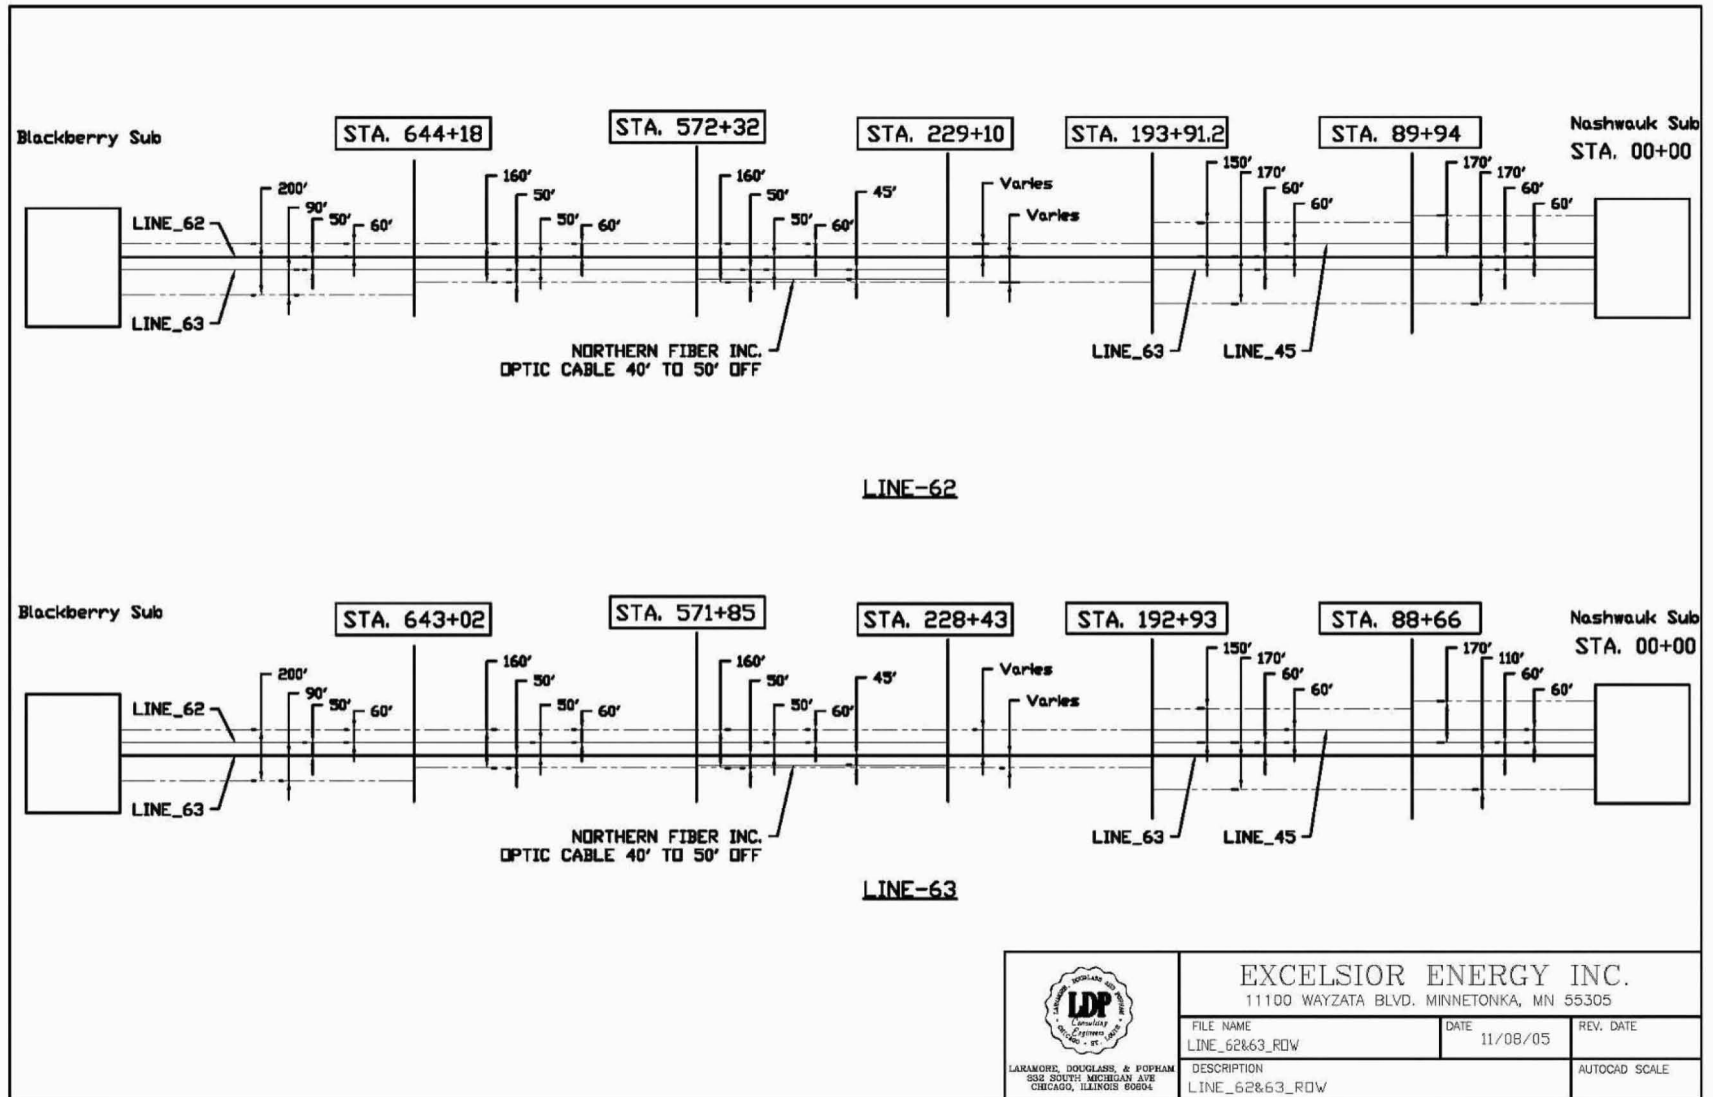 Blackberry Sub
STA. 644+18
STA. 572+32
STA. 229+10
STA. 193+91.2
STA. 89+94
Nashwauk Sub
STA. 00+00
200'
90'
50'
60'
160'
50'
50'
60'
160'
50'
50'
60'
45'
Varies
Varies
150'
170'
60'
60'
170'
170'
60'
60'
LINE_62
LINE_63
NORTHERN FIBER INC.
OPTIC CABLE 40' TO 50' OFF
LINE_63
LINE_45
LINE-62
Blackberry Sub
STA. 643+02
STA. 571+85
STA. 228+43
STA. 192+93
STA. 88+66
Nashwauk Sub
STA. 00+00
200'
90'
50'
60'
160'
50'
50'
60'
160'
50'
50'
60'
45'
Varies
Varies
150'
170'
60'
60'
170'
110'
60'
60'
LINE_62
LINE_63
NORTHERN FIBER INC.
OPTIC CABLE 40' TO 50' OFF
LINE_63
LINE_45
LINE-63
LARAMORE, DOUGLASS AND POPHAM
LDP
Consulting
Engineers
CHICAGO
LARAMORE, DOUGLASS, & POPHAM
332 SOUTH MICHIGAN AVE
CHICAGO, ILLINOIS 60604
EXCELSIOR ENERGY INC.
11100 WAYZATA BLVD. MINNETONKA, MN 55305
FILE NAME
LINE_62&63_ROW
DATE
11/08/05
REV. DATE
DESCRIPTION
LINE_62&63_ROW
AUTOCAD SCALE